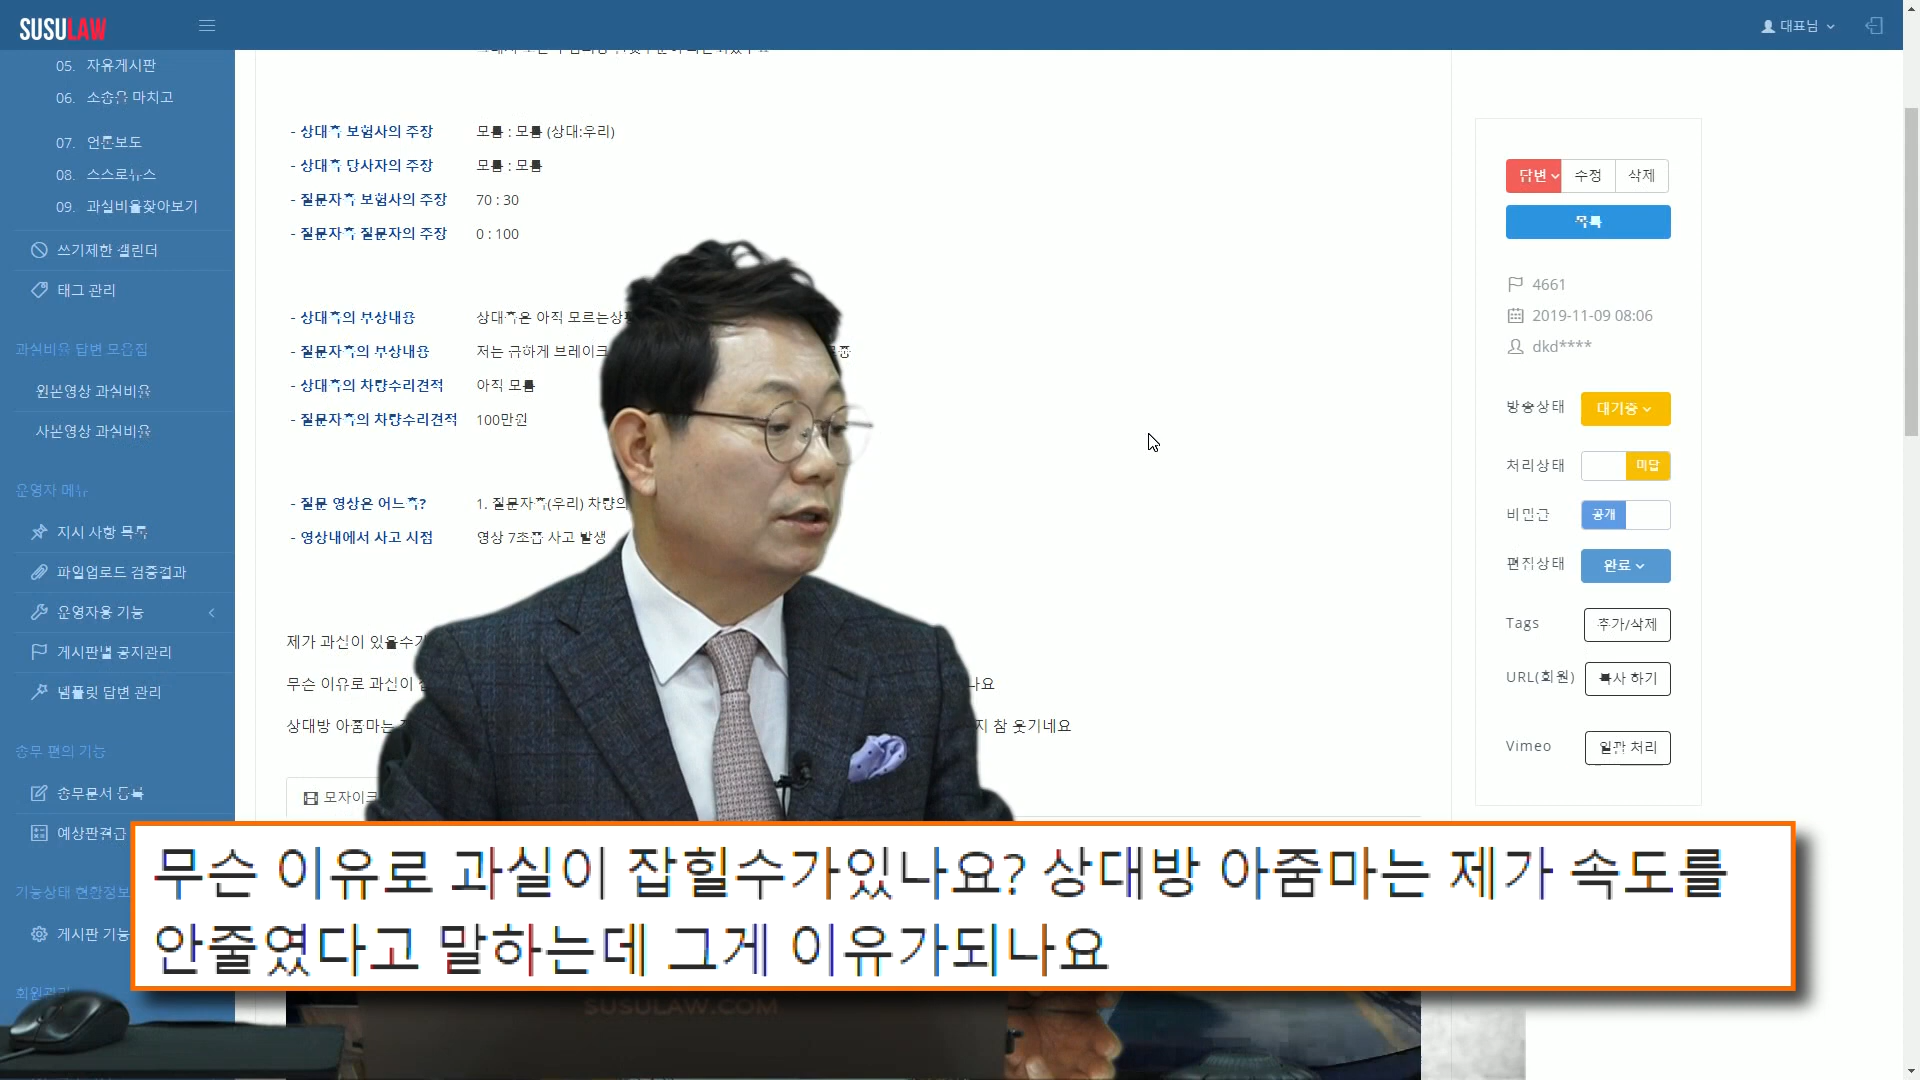 SUSULAW
대표님
05. 자유게시판
06. 소송을 마치고
07. 언론보도
08. 스스로뉴스
09. 과실비율찾아보기
쓰기제한 캘린더
태그 관리
과실비율 답변 모음집
원본영상 과실비율
사본영상 과실비율
운영자 메뉴
지시 사항 목록
파일업로드 검증결과
운영자용 기능
게시판별 공지관리
템플릿 답변 관리
송무 편의 기능
송무문서 등록
예상판결금
기능상태 현황정보
게시판 기능
회원관리
- 상대측 보험사의 주장 모름 : 모름 (상대:우리)
- 상대측 당사자의 주장 모름 : 모름
- 질문자측 보험사의 주장 70 : 30
- 질문자측 질문자의 주장 0 : 100
- 상대측의 부상내용 상대측은 아직 모르는상
- 질문자측의 부상내용 저는 급하게 브레이크
- 상대측의 차량수리견적 아직 모름
- 질문자측의 차량수리견적 100만원
- 질문 영상은 어느측? 1. 질문자측(우리) 차량의
- 영상내에서 사고 시점 영상 7초쯤 사고 발생
제가 과실이 있을수가
무슨 이유로 과실이 나요
상대방 아줌마는 지 참 웃기네요
모자이크
답변 수정 삭제
목록
4661
2019-11-09 08:06
dkd****
방송상태 대기중
처리상태 미답
비밀글 공개
편집상태 완료
Tags 추가/삭제
URL(회원) 복사 하기
Vimeo 일괄 처리
무슨 이유로 과실이 잡힐수가있나요? 상대방 아줌마는 제가 속도를
안줄였다고 말하는데 그게 이유가되나요
SUSULAW.COM